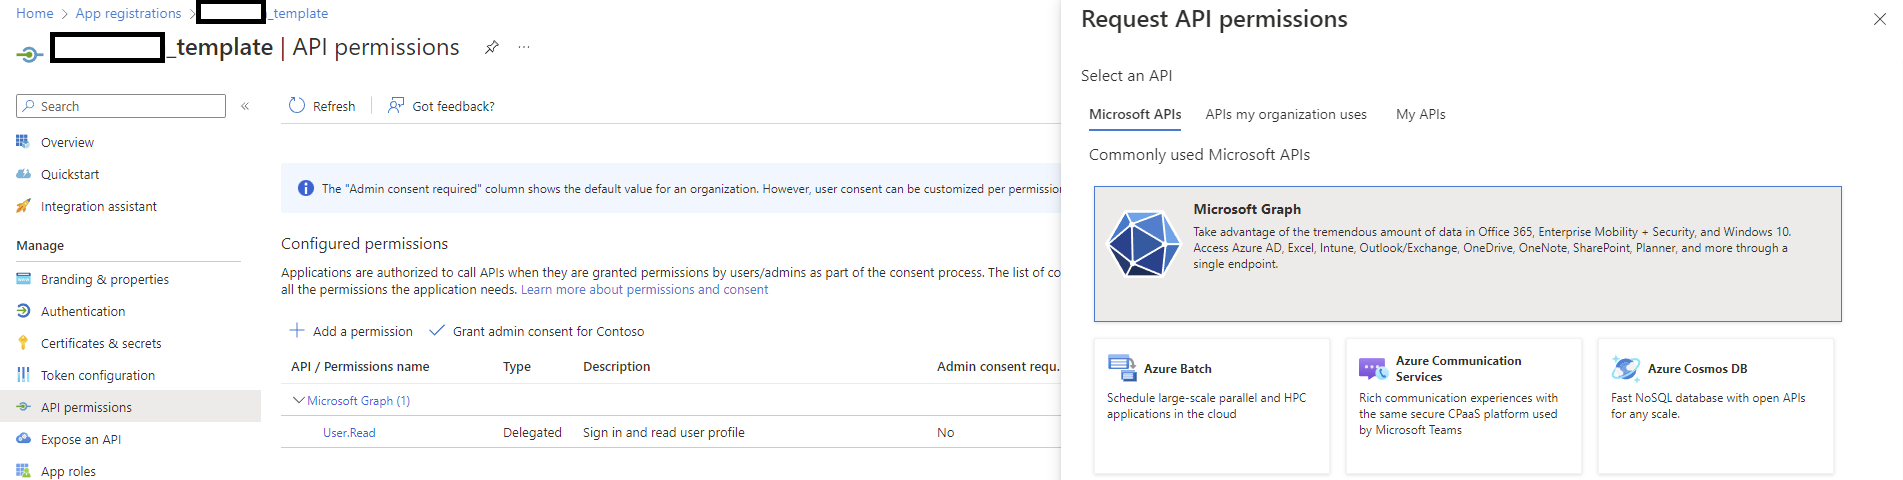 Home > App registrations > _template
_template | API permissions
Search
Overview
Quickstart
Integration assistant
Manage
Branding & properties
Authentication
Certificates & secrets
Token configuration
API permissions
Expose an API
App roles
Refresh
Got feedback?
The "Admin consent required" column shows the default value for an organization. However, user consent can be customized per permission
Configured permissions
Applications are authorized to call APIs when they are granted permissions by users/admins as part of the consent process. The list of co
all the permissions the application needs. Learn more about permissions and consent
Add a permission Grant admin consent for Contoso
API / Permissions name Type Description Admin consent requ.
Microsoft Graph (1)
User.Read Delegated Sign in and read user profile No
Request API permissions
Select an API
Microsoft APIs APIs my organization uses My APIs
Commonly used Microsoft APIs
Microsoft Graph
Take advantage of the tremendous amount of data in Office 365, Enterprise Mobility + Security, and Windows 10.
Access Azure AD, Excel, Intune, Outlook/Exchange, OneDrive, OneNote, SharePoint, Planner, and more through a
single endpoint.
Azure Batch
Schedule large-scale parallel and HPC
applications in the cloud
Azure Communication
Services
Rich communication experiences with
the same secure CPaaS platform used
by Microsoft Teams
Azure Cosmos DB
Fast NoSQL database with open APIs
for any scale.